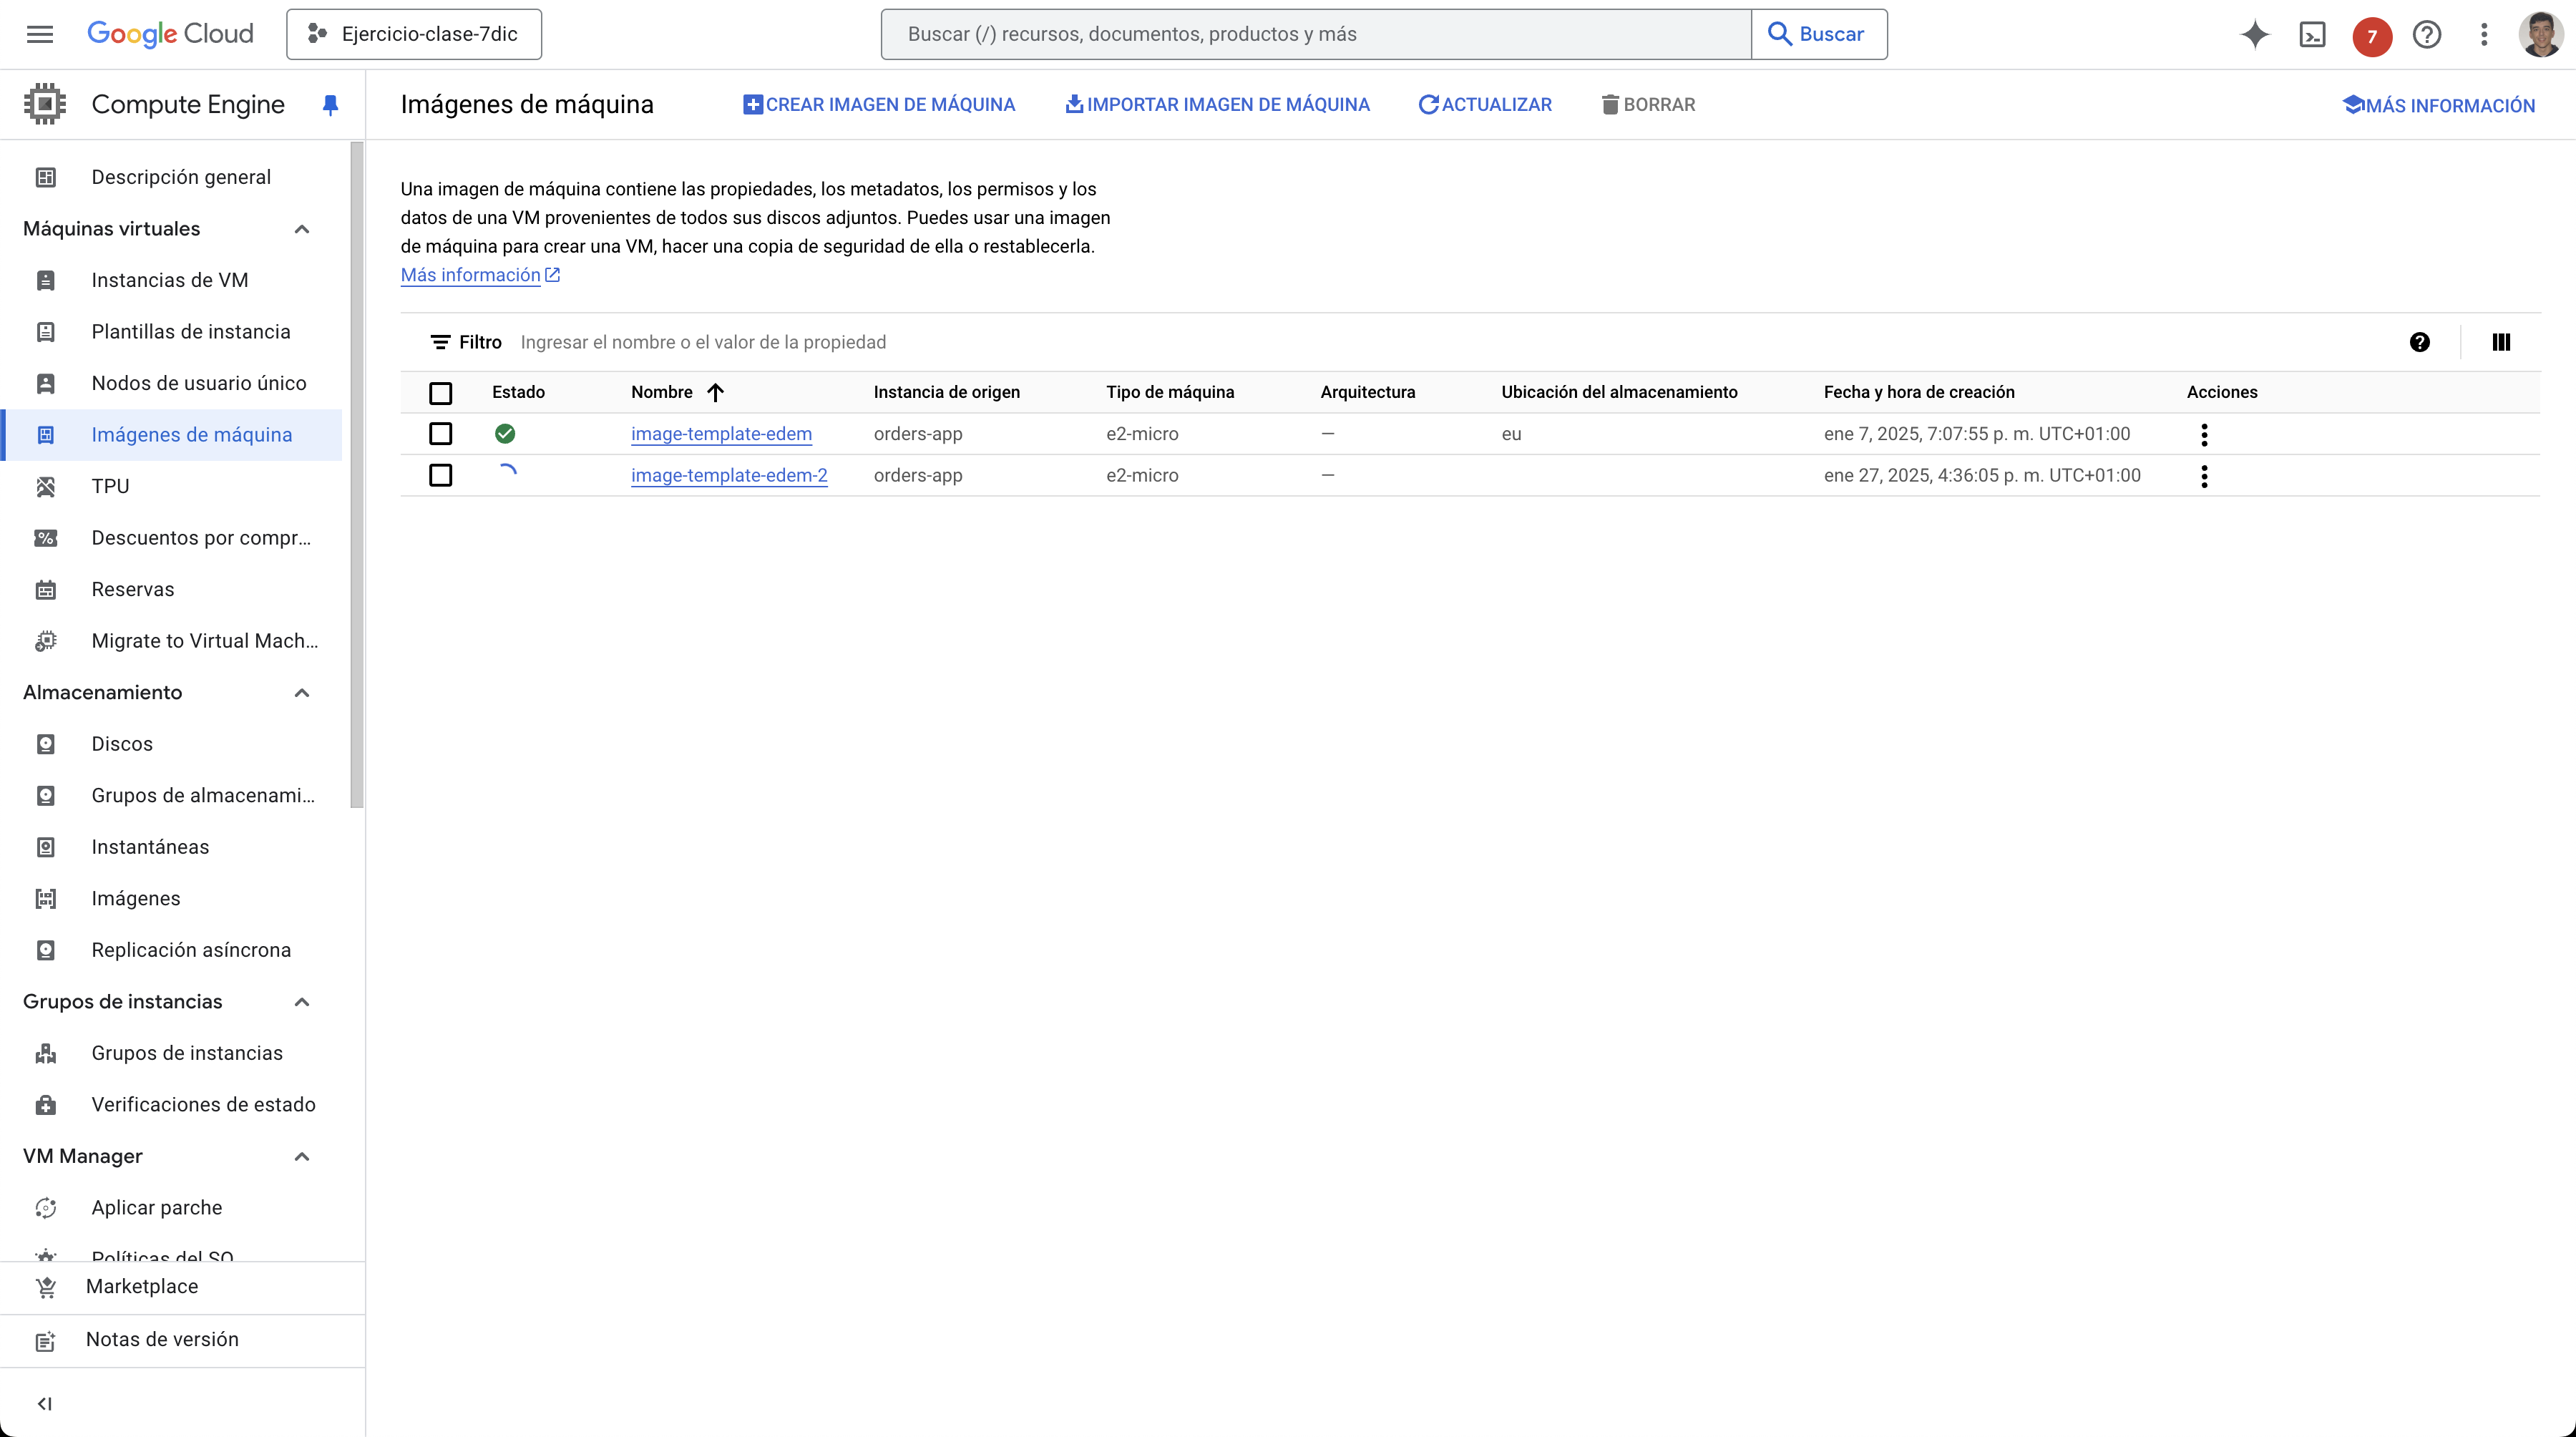 Google Cloud
Ejercicio-clase-7dic
Buscar (/) recursos, documentos, productos y más
Buscar
7
Compute Engine
Imágenes de máquina
CREAR IMAGEN DE MÁQUINA
IMPORTAR IMAGEN DE MÁQUINA
ACTUALIZAR
BORRAR
MÁS INFORMACIÓN
Descripción general
Máquinas virtuales
Instancias de VM
Plantillas de instancia
Nodos de usuario único
Imágenes de máquina
TPU
Descuentos por compr...
Reservas
Migrate to Virtual Mach...
Almacenamiento
Discos
Grupos de almacenami...
Instantáneas
Imágenes
Replicación asíncrona
Grupos de instancias
Grupos de instancias
Verificaciones de estado
VM Manager
Aplicar parche
Políticas del SO
Marketplace
Notas de versión
Una imagen de máquina contiene las propiedades, los metadatos, los permisos y los
datos de una VM provenientes de todos sus discos adjuntos. Puedes usar una imagen
de máquina para crear una VM, hacer una copia de seguridad de ella o restablecerla.
Más información
Filtro Ingresar el nombre o el valor de la propiedad
Estado Nombre Instancia de origen Tipo de máquina Arquitectura Ubicación del almacenamiento Fecha y hora de creación Acciones
image-template-edem orders-app e2-micro — eu ene 7, 2025, 7:07:55 p. m. UTC+01:00
image-template-edem-2 orders-app e2-micro — ene 27, 2025, 4:36:05 p. m. UTC+01:00